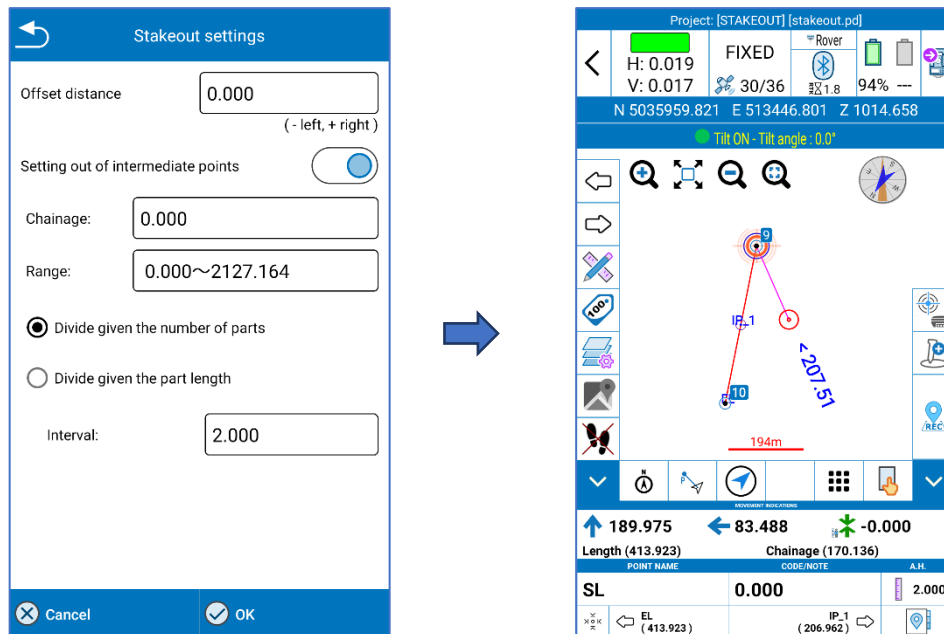 Stakeout settings
Offset distance
0.000
( - left, + right )
Setting out of intermediate points
Chainage:
0.000
Range:
0.000~2127.164
Divide given the number of parts
Divide given the part length
Interval:
2.000
Cancel
OK
Project: [STAKEOUT] [stakeout.pd]
H: 0.019
V: 0.017
FIXED
30/36
Rover
1.8
94% ---
N 5035959.821 E 513446.801 Z 1014.658
Tilt ON - Tilt angle : 0.0°
100°
9
IP_1
< 207.51
10
194m
N
P
REC
MOVEMENT INDICATIONS
189.975
83.488
-0.000
Length (413.923)
Chainage (170.136)
POINT NAME
CODE/NOTE
A.H.
SL
0.000
2.000
EL
( 413.923 )
IP_1
( 206.962 )